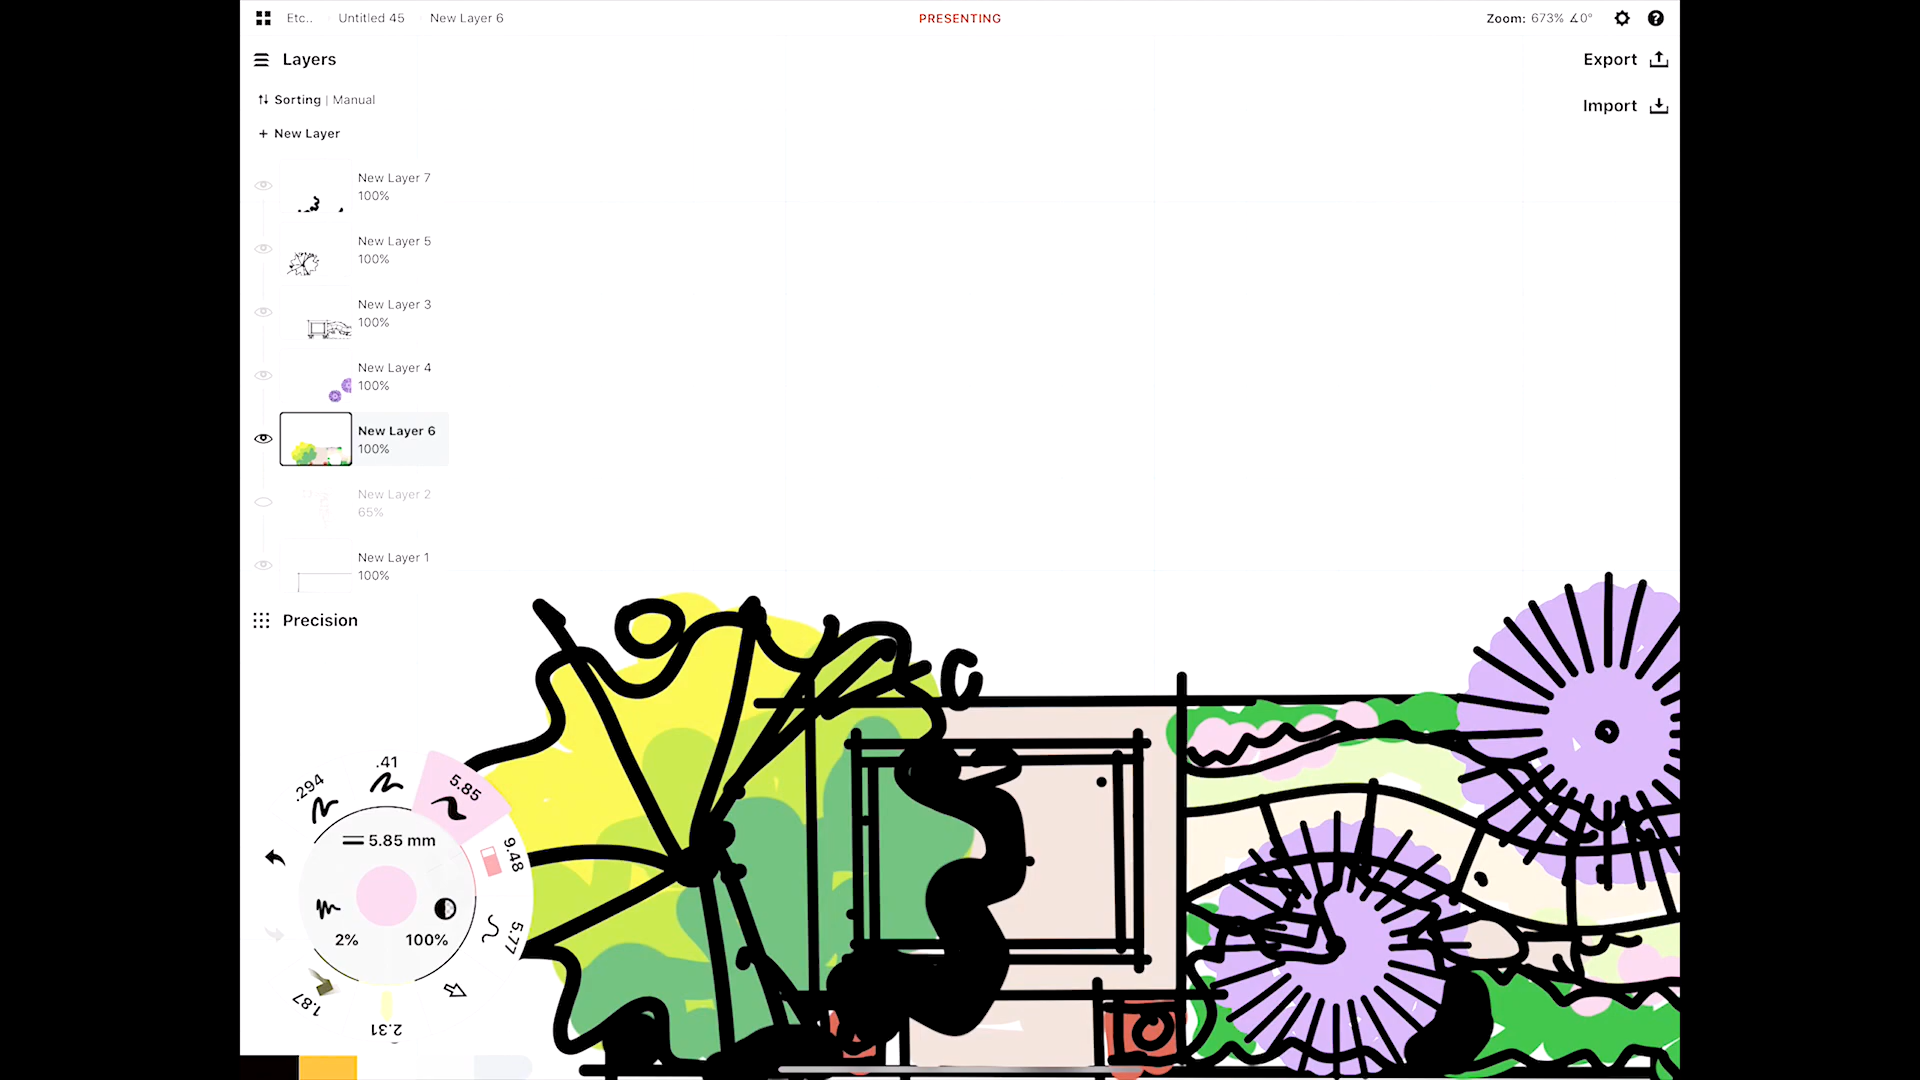 Etc.. Untitled 45 New Layer 6
PRESENTING
Zoom: 673% ∡0°
Layers
Export
Sorting | Manual
Import
+ New Layer
New Layer 7
100%
New Layer 5
100%
New Layer 3
100%
New Layer 4
100%
New Layer 6
100%
New Layer 2
65%
New Layer 1
100%
Precision
.41
.294
5.85
5.85 mm
9.48
2%
100%
5.77
1.87
2.31